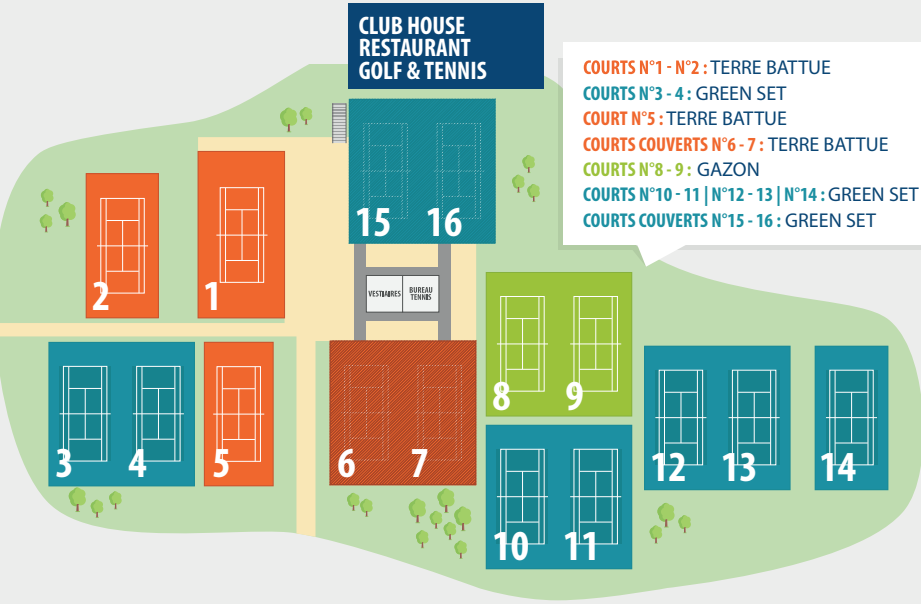 CLUB HOUSE
RESTAURANT
GOLF & TENNIS
COURTS N°1 - N°2 : TERRE BATTUE
COURTS N°3 - 4 : GREEN SET
COURT N°5 : TERRE BATTUE
COURTS COUVERTS N°6 - 7 : TERRE BATTUE
COURTS N°8 - 9 : GAZON
COURTS N°10 - 11 | N°12 - 13 | N°14 : GREEN SET
COURTS COUVERTS N°15 - 16 : GREEN SET
15 16
2 1
VESTIAIRES BUREAU
TENNIS
8 9
3 4 5 6 7 12 13 14
10 11